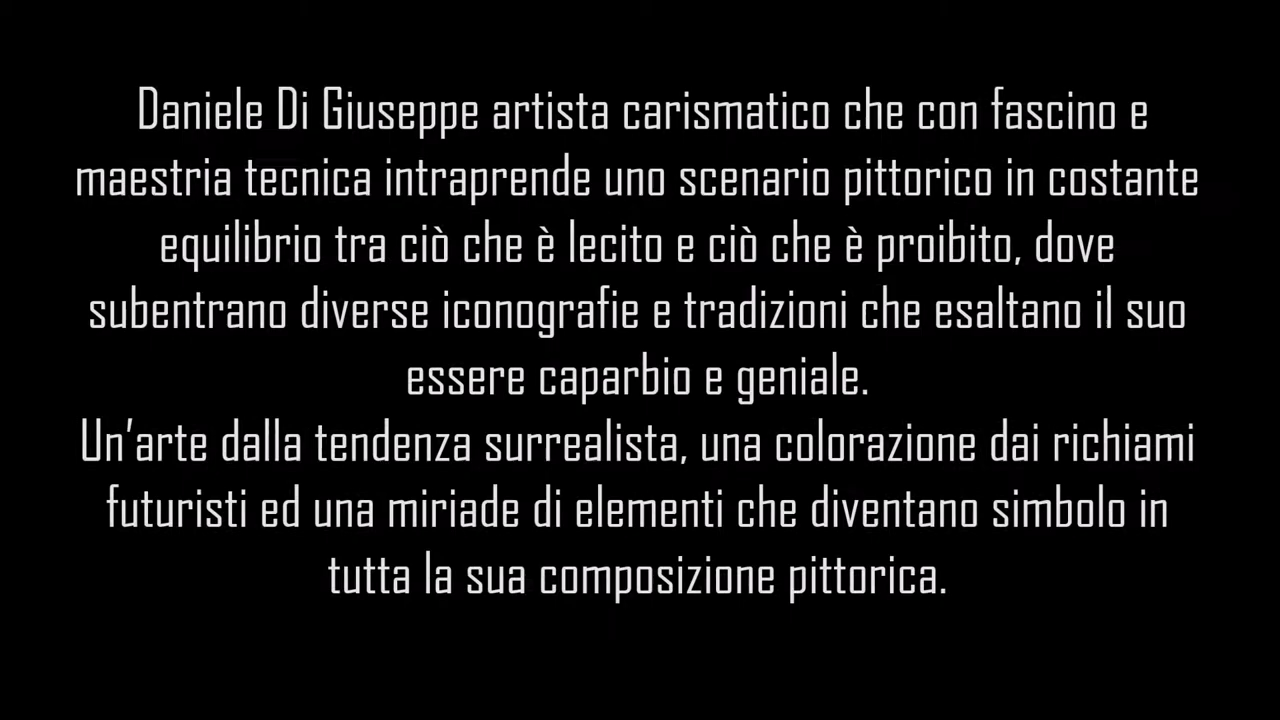 Daniele Di Giuseppe artista carismatico che con fascino e
maestria tecnica intraprende uno scenario pittorico in costante
equilibrio tra ciò che è lecito e ciò che è proibito, dove
subentrano diverse iconografie e tradizioni che esaltano il suo
essere caparbio e geniale.
Un’arte dalla tendenza surrealista, una colorazione dai richiami
futuristi ed una miriade di elementi che diventano simbolo in
tutta la sua composizione pittorica.